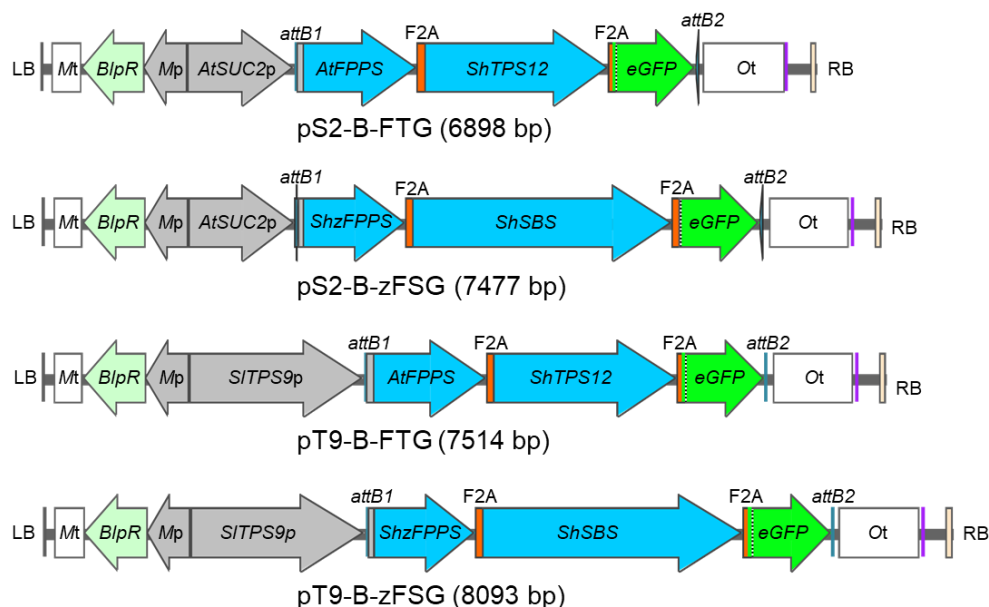 attB2
attB1 F2A F2A
LB Mt BlpR Mp AtSUC2p AtFPPS ShTPS12 eGFP Ot RB
pS2-B-FTG (6898 bp)
attB1 F2A F2A attB2
LB Mt BlpR Mp AtSUC2p ShzFPPS ShSBS eGFP Ot RB
pS2-B-zFSG (7477 bp)
attB1 F2A F2A attB2
LB Mt BlpR Mp SlTPS9p AtFPPS ShTPS12 eGFP Ot RB
pT9-B-FTG (7514 bp)
attB1 F2A F2A attB2
LB Mt BlpR Mp SlTPS9p ShzFPPS ShSBS eGFP Ot RB
pT9-B-zFSG (8093 bp)